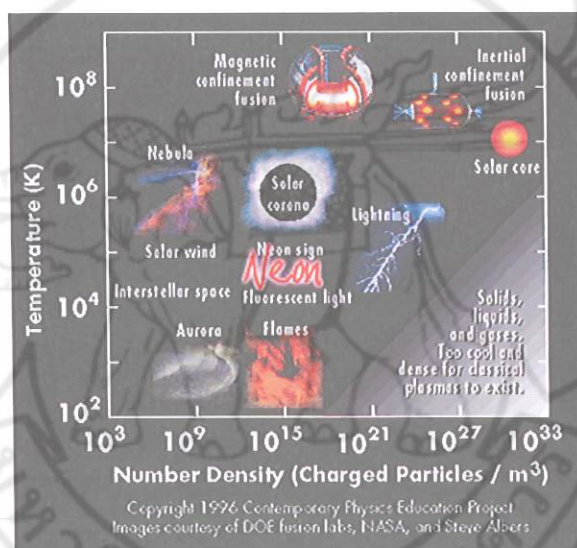 Magnetic
confinement
fusion
Inertial
confinement
fusion
10⁸
Nebula
Solar core
10⁶
Solar
corona
Lightning
Temperature (K)
Solar wind
Neon sign
Neon
Interstellar space
Fluorescent light
10⁴
Aurora
Flames
Solids,
liquids,
and gases.
Too cool and
dense for classical
plasmas to exist.
10²
10³ 10⁹ 10¹⁵ 10²¹ 10²⁷ 10³³
Number Density (Charged Particles / m³)
Copyright 1996 Contemporary Physics Education Project.
Images courtesy of DOE fusion labs, NASA, and Steve Albers.